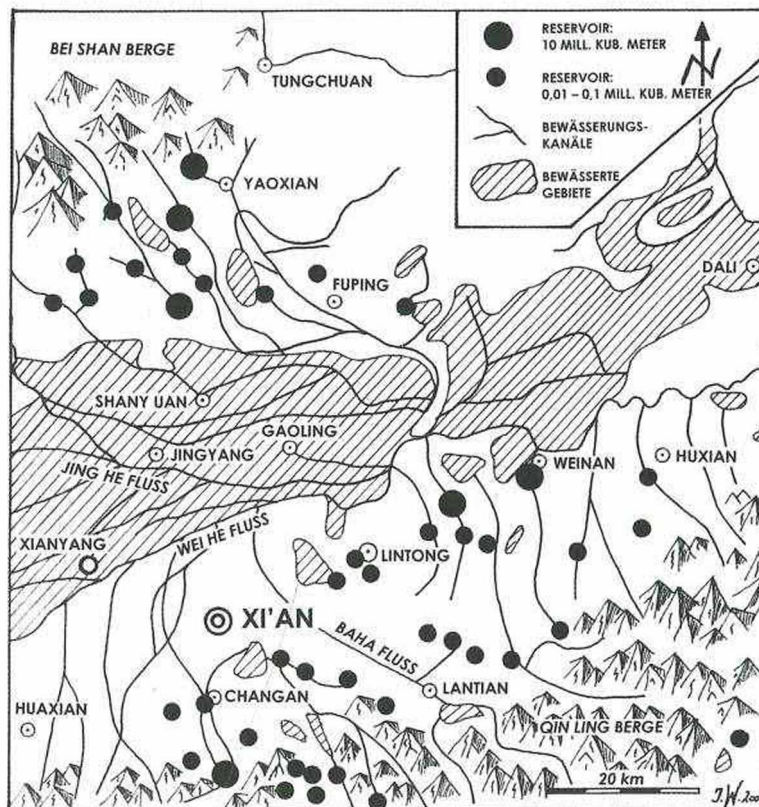 BEI SHAN BERGE
TUNGCHUAN
RESERVOIR:
10 MILL. KUB. METER
N
RESERVOIR:
0,01 – 0,1 MILL. KUB. METER
BEWÄSSERUNGS-
KANÄLE
BEWÄSSERTE
GEBIETE
YAOXIAN
FUPING
DALI
SHANY UAN
GAOLING
JINGYANG
WEINAN
HUXIAN
JING HE FLUSS
WEI HE FLUSS
XIANYANG
LINTONG
XI'AN
BAHA FLUSS
CHANGAN
LANTIAN
HUAXIAN
QIN LING BERGE
20 km